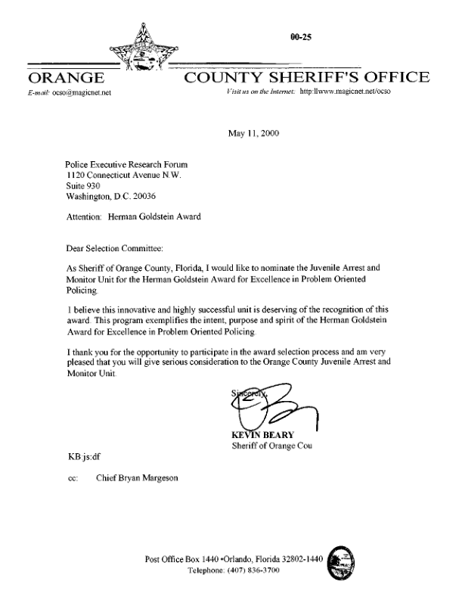 00-25
ORANGE COUNTY SHERIFF'S OFFICE
E-mail: ocso@magicnet.net Visit us on the Internet: http://www.magicnet.net/ocso
May 11, 2000
Police Executive Research Forum
1120 Connecticut Avenue N.W.
Suite 930
Washington, D.C. 20036
Attention: Herman Goldstein Award
Dear Selection Committee:
As Sheriff of Orange County, Florida, I would like to nominate the Juvenile Arrest and
Monitor Unit for the Herman Goldstein Award for Excellence in Problem Oriented
Policing.
I believe this innovative and highly successful unit is deserving of the recognition of this
award. This program exemplifies the intent, purpose and spirit of the Herman Goldstein
Award for Excellence in Problem Oriented Policing.
I thank you for the opportunity to participate in the award selection process and am very
pleased that you will give serious consideration to the Orange County Juvenile Arrest and
Monitor Unit.
Sincerely,
KEVIN BEARY
Sheriff of Orange Cou
KB:js:df
cc: Chief Bryan Margeson
Post Office Box 1440 •Orlando, Florida 32802-1440
Telephone: (407) 836-3700